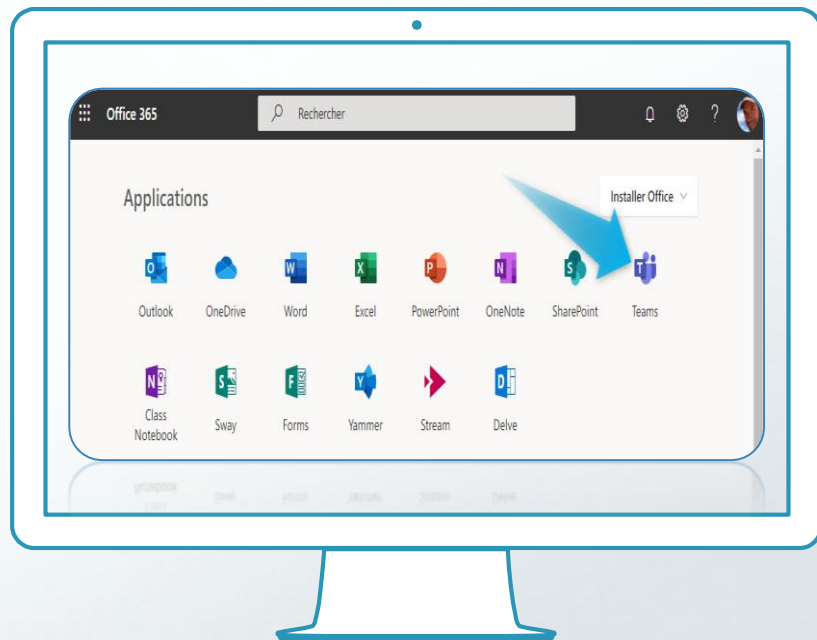 Office 365
Rechercher
?
Applications
Installer Office
Outlook OneDrive Word Excel PowerPoint OneNote SharePoint Teams
Class Notebook Sway Forms Yammer Stream Delve